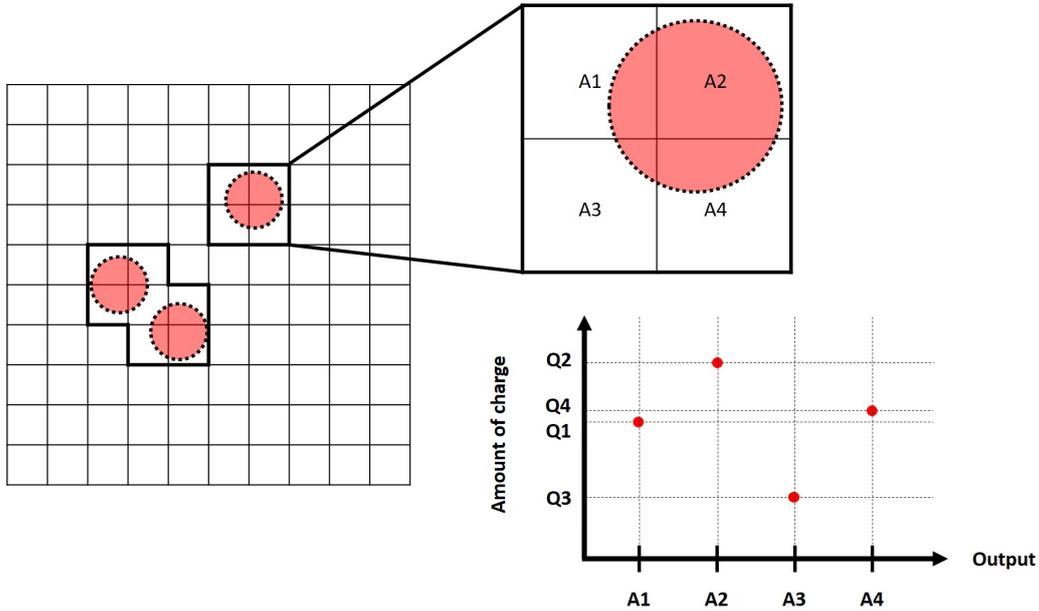 A1 A2
A3 A4
Amount of charge
Q2
Q4
Q1
Q3
Output
A1 A2 A3 A4